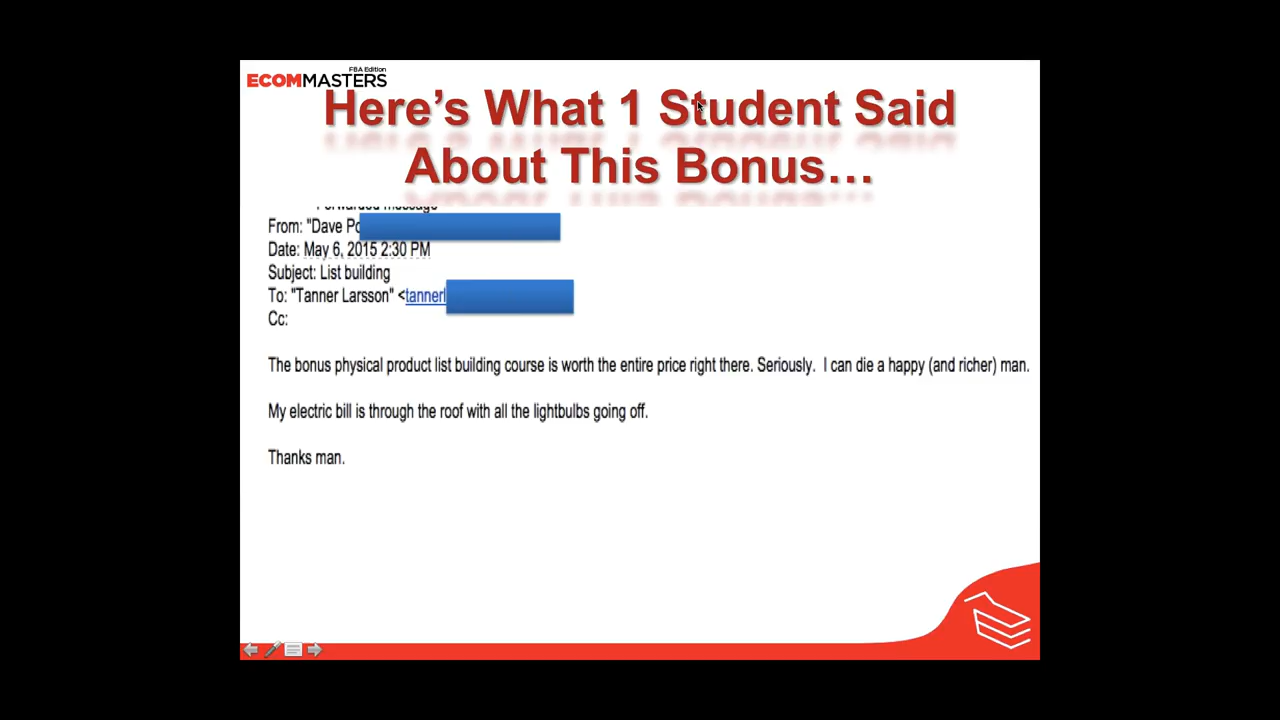 FBA Edition
ECOMMASTERS
Here’s What 1 Student Said
About This Bonus…
Forwarded message
From: "Dave Po
Date: May 6, 2015 2:30 PM
Subject: List building
To: "Tanner Larsson" <tannerl
Cc:
The bonus physical product list building course is worth the entire price right there. Seriously.  I can die a happy (and richer) man.
My electric bill is through the roof with all the lightbulbs going off.
Thanks man.